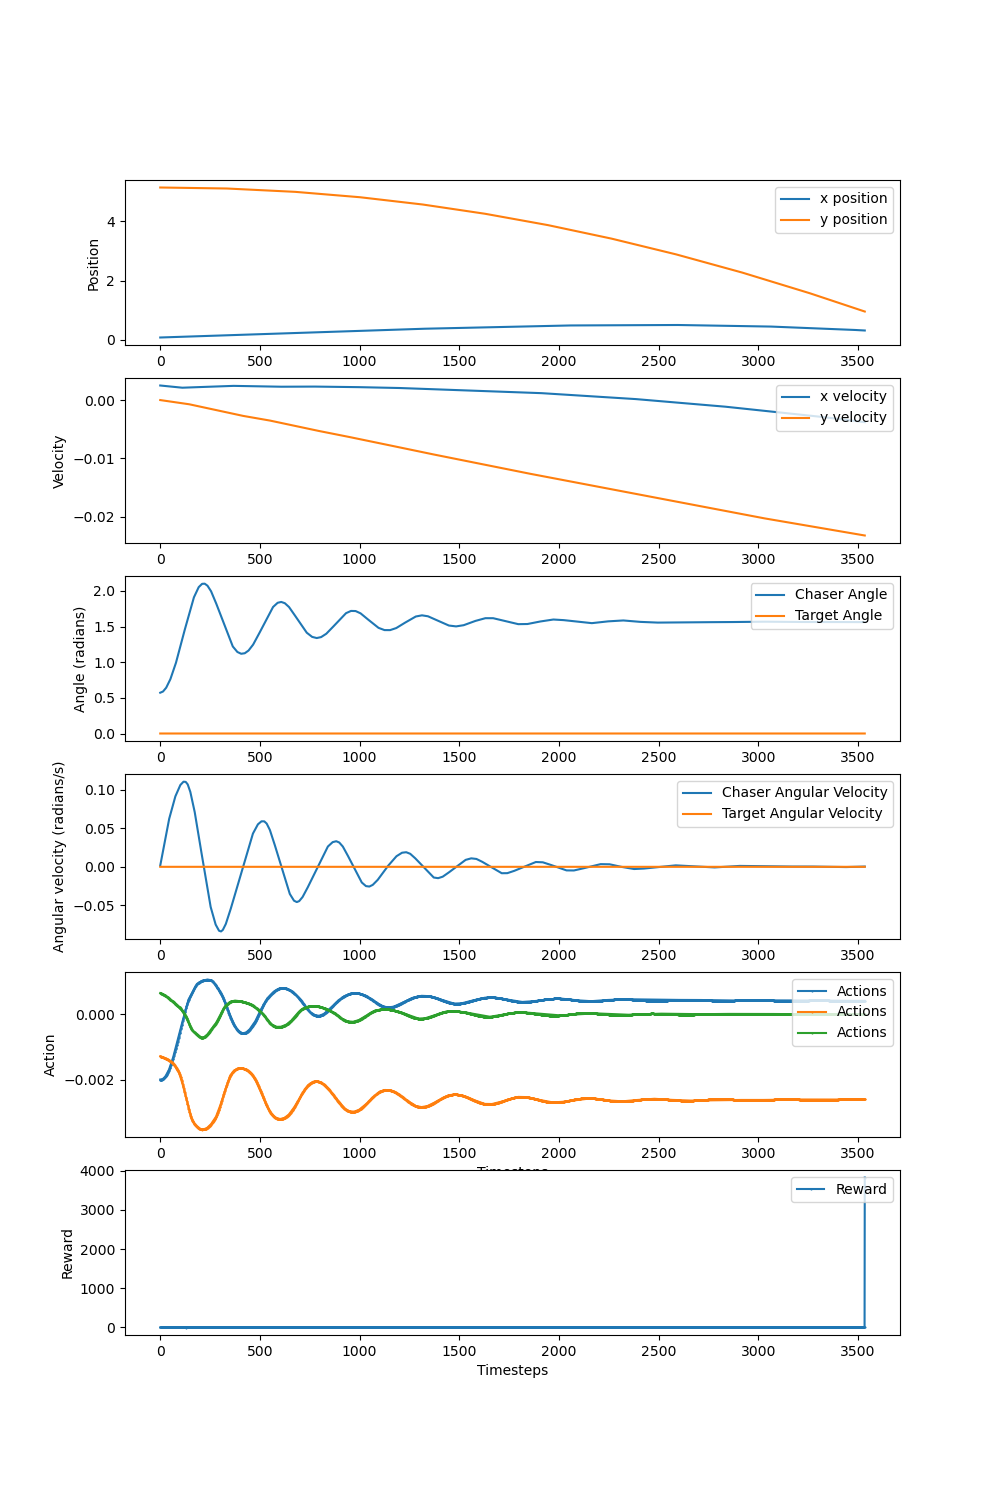 4
2
0
Position
x position
y position
0 500 1000 1500 2000 2500 3000 3500
0.00
−0.01
−0.02
Velocity
x velocity
y velocity
0 500 1000 1500 2000 2500 3000 3500
2.0
1.5
1.0
0.5
0.0
Angle (radians)
Chaser Angle
Target Angle
0 500 1000 1500 2000 2500 3000 3500
0.10
0.05
0.00
−0.05
Angular velocity (radians/s)
Chaser Angular Velocity
Target Angular Velocity
0 500 1000 1500 2000 2500 3000 3500
0.000
−0.002
Action
Actions
Actions
Actions
0 500 1000 1500 2000 2500 3000 3500
Timesteps
4000
3000
2000
1000
0
Reward
Reward
0 500 1000 1500 2000 2500 3000 3500
Timesteps